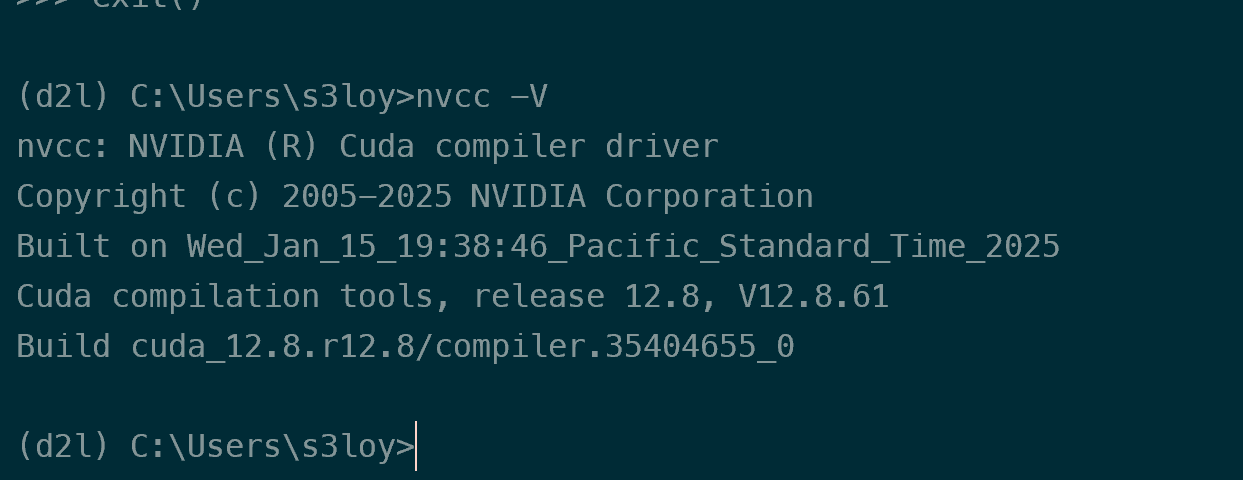 >>> exit()
(d2l) C:\Users\s3loy>nvcc -V
nvcc: NVIDIA (R) Cuda compiler driver
Copyright (c) 2005-2025 NVIDIA Corporation
Built on Wed_Jan_15_19:38:46_Pacific_Standard_Time_2025
Cuda compilation tools, release 12.8, V12.8.61
Build cuda_12.8.r12.8/compiler.35404655_0
(d2l) C:\Users\s3loy>